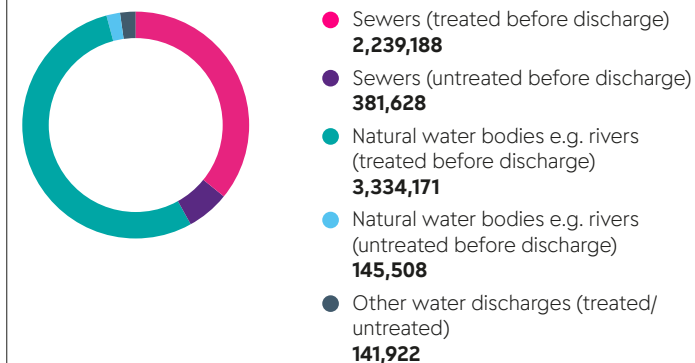 Sewers (treated before discharge)
2,239,188
Sewers (untreated before discharge)
381,628
Natural water bodies e.g. rivers
(treated before discharge)
3,334,171
Natural water bodies e.g. rivers
(untreated before discharge)
145,508
Other water discharges (treated/
untreated)
141,922